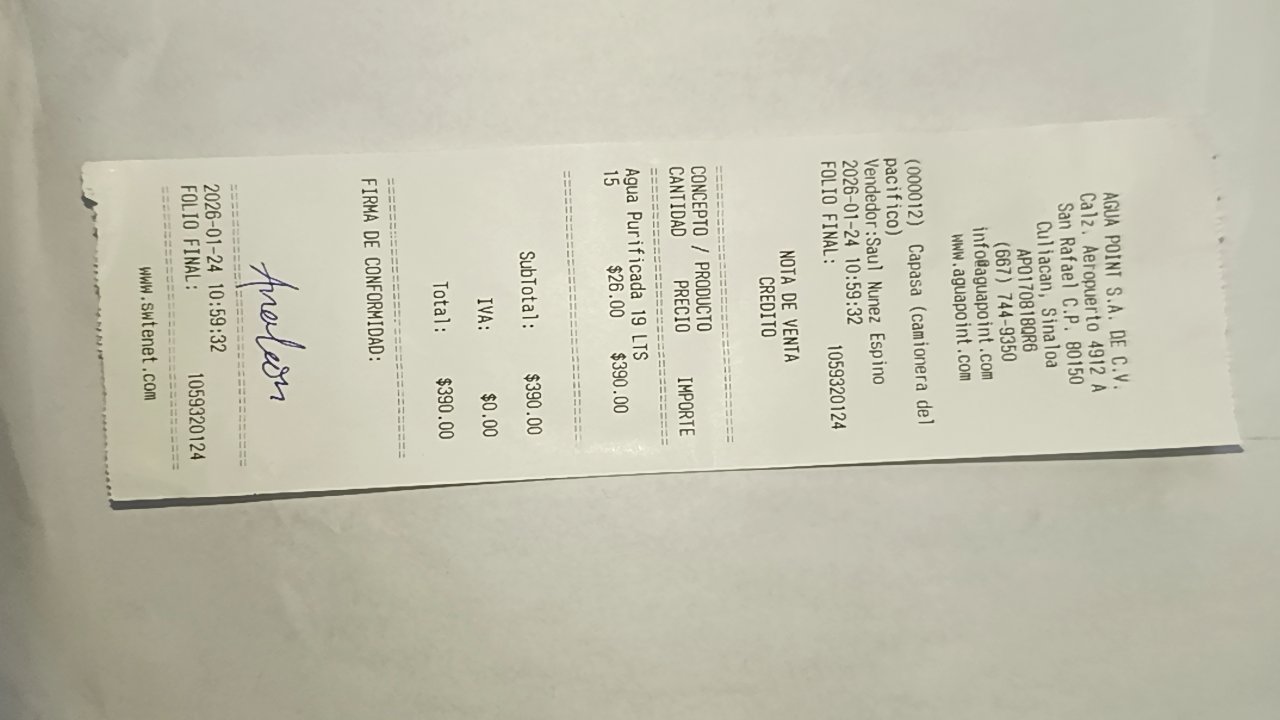 AGUA POINT S.A. DE C.V.
Calz. Aeropuerto 4912 A
San Rafael C.P. 80150
Culiacan, Sinaloa
APO170818QR6
(667) 744-9350
info@aguapoint.com
www.aguapoint.com
(000012) Capasa (camionera del
pacifico)
Vendedor:Saul Nunez Espino
2026-01-24 10:59:32
FOLIO FINAL: 1059320124
NOTA DE VENTA
CREDITO
CONCEPTO / PRODUCTO
CANTIDAD PRECIO IMPORTE
Agua Purificada 19 LTS
15 $26.00 $390.00
SubTotal: $390.00
IVA: $0.00
Total: $390.00
FIRMA DE CONFORMIDAD:
2026-01-24 10:59:32
FOLIO FINAL: 1059320124
www.swtenet.com